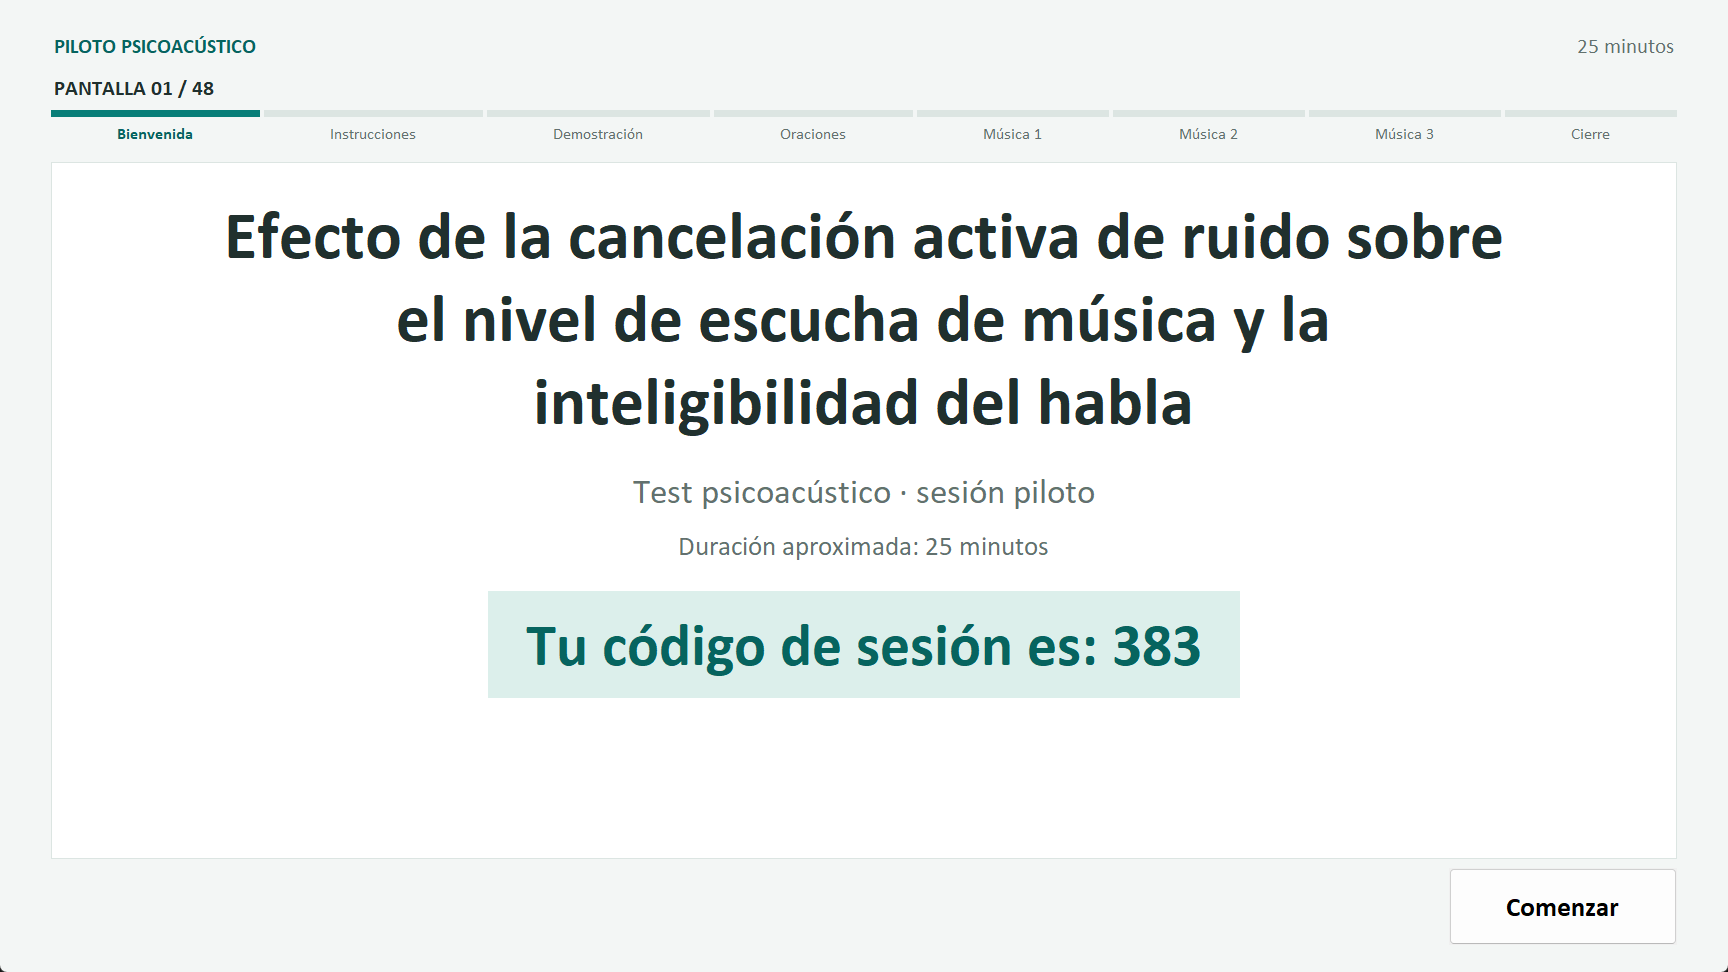 PILOTO PSICOACÚSTICO
25 minutos
PANTALLA 01 / 48
Bienvenida
Instrucciones
Demostración
Oraciones
Música 1
Música 2
Música 3
Cierre
Efecto de la cancelación activa de ruido sobre
el nivel de escucha de música y la
inteligibilidad del habla
Test psicoacústico · sesión piloto
Duración aproximada: 25 minutos
Tu código de sesión es: 383
Comenzar